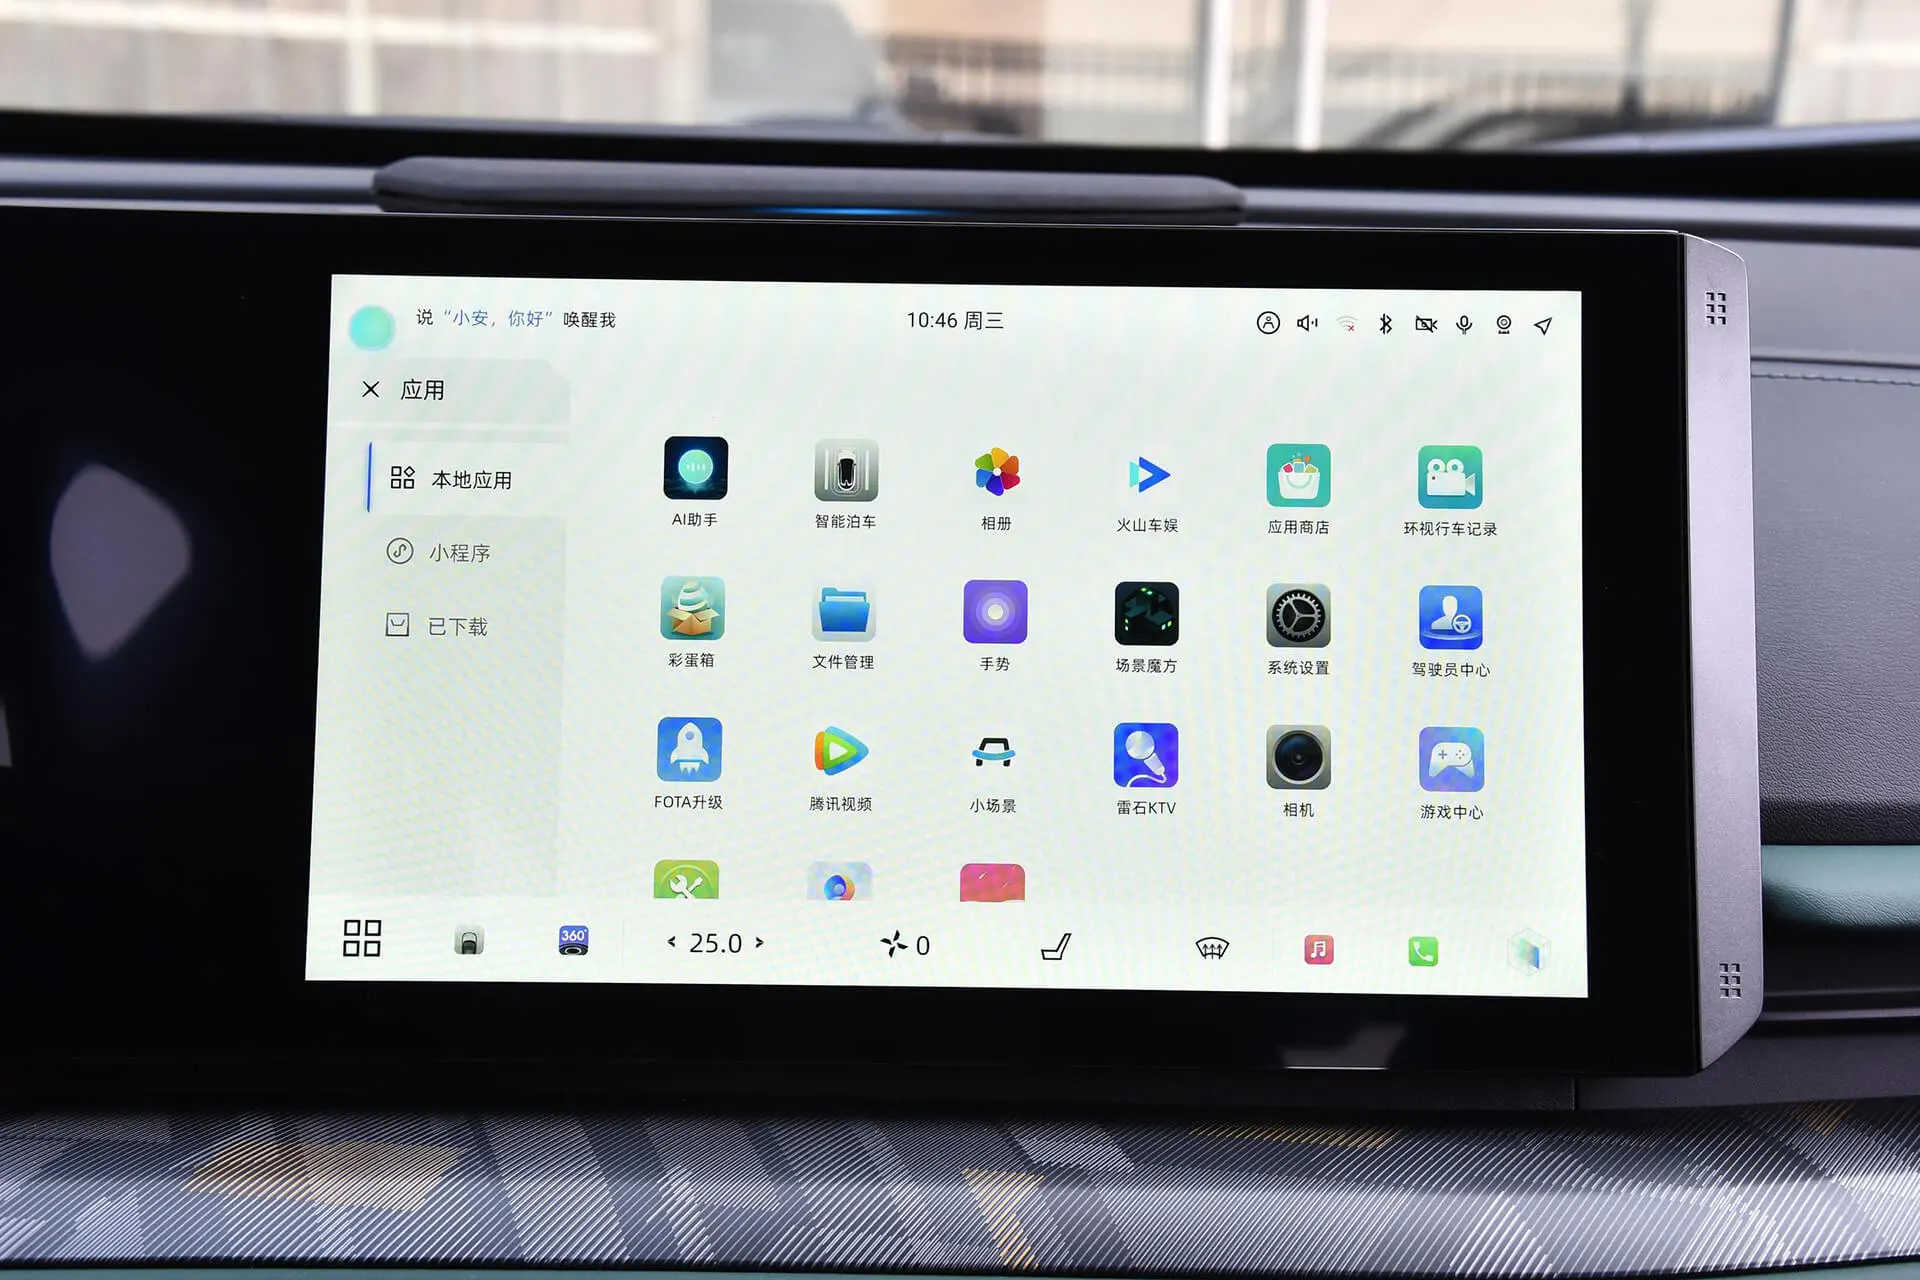 说“小安，你好”唤醒我
10:46 周三
应用
本地应用
小程序
已下载
AI助手
智能泊车
相册
火山车娱
应用商店
环视行车记录
彩蛋箱
文件管理
手势
场景魔方
系统设置
驾驶员中心
FOTA升级
腾讯视频
小场景
雷石KTV
相机
游戏中心
360°
< 25.0 >
0